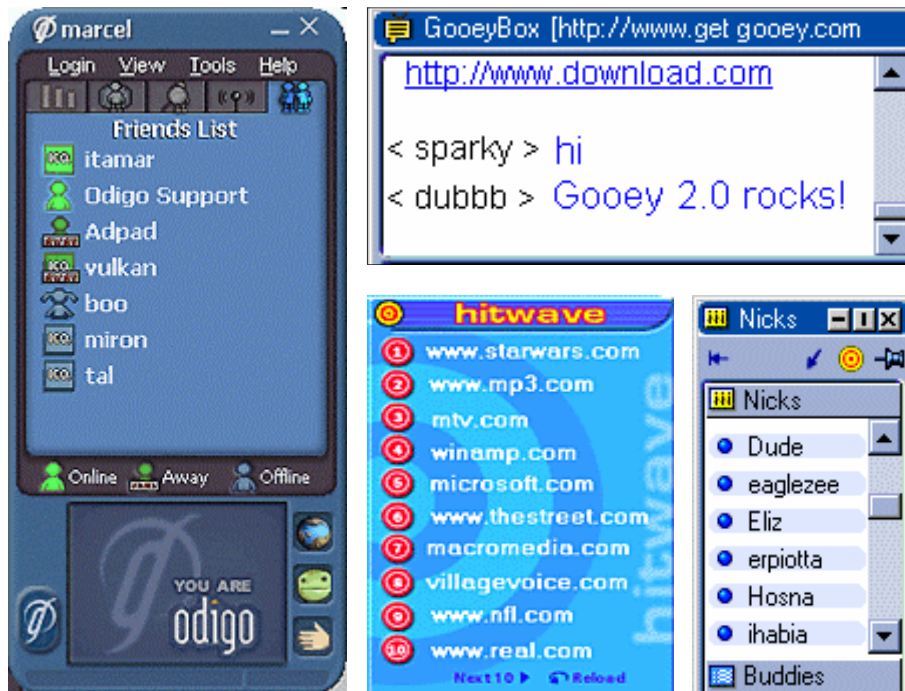 marcel
Login View Tools Help
Friends List
itamar
Odigo Support
Adpad
vulkan
boo
miron
tal
Online Away Offline
YOU ARE
odigo
GooeyBox [http://www.get gooey.com
http://www.download.com
< sparky > hi
< dubbb > Gooey 2.0 rocks!
hitwave
1 www.starwars.com
2 www.mp3.com
3 mtv.com
4 winamp.com
5 microsoft.com
6 www.thestreet.com
7 macromedia.com
8 villagevoice.com
9 www.nfl.com
10 www.real.com
hitwave
Next 10 Reload
Nicks
Nicks
Dude
eaglezee
Eliz
erpiotta
Hosna
ihabia
Buddies